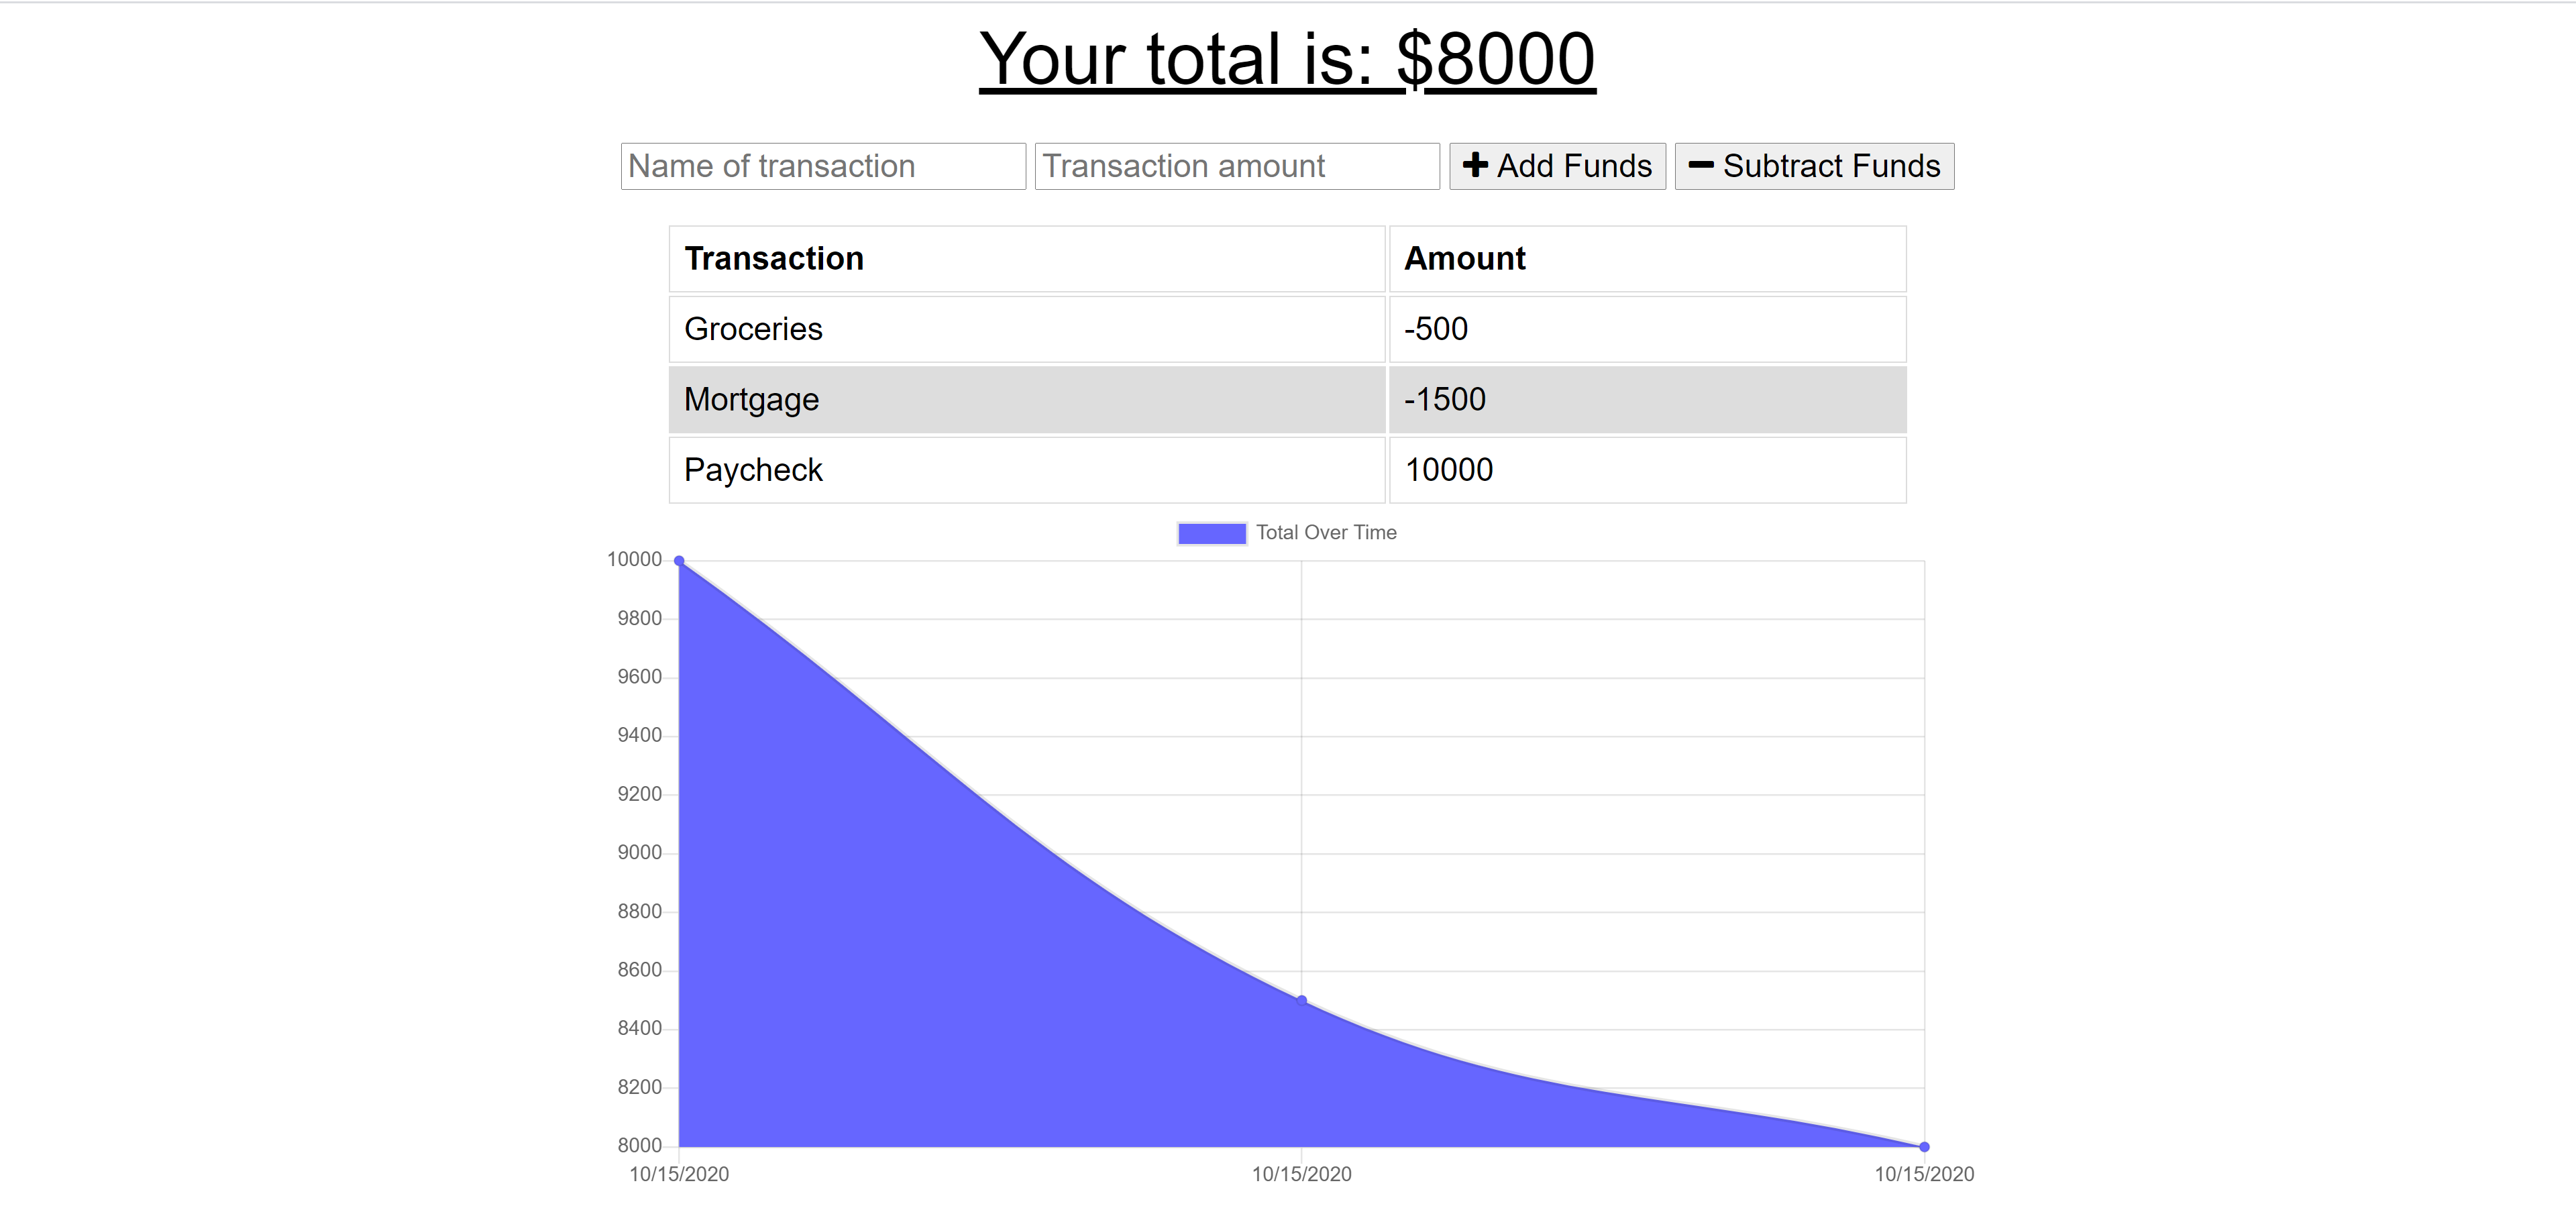 Your total is: $8000
Name of transaction Transaction amount Add Funds Subtract Funds
Transaction Amount
Groceries -500
Mortgage -1500
Paycheck 10000
Total Over Time
10000
9800
9600
9400
9200
9000
8800
8600
8400
8200
8000
10/15/2020 10/15/2020 10/15/2020